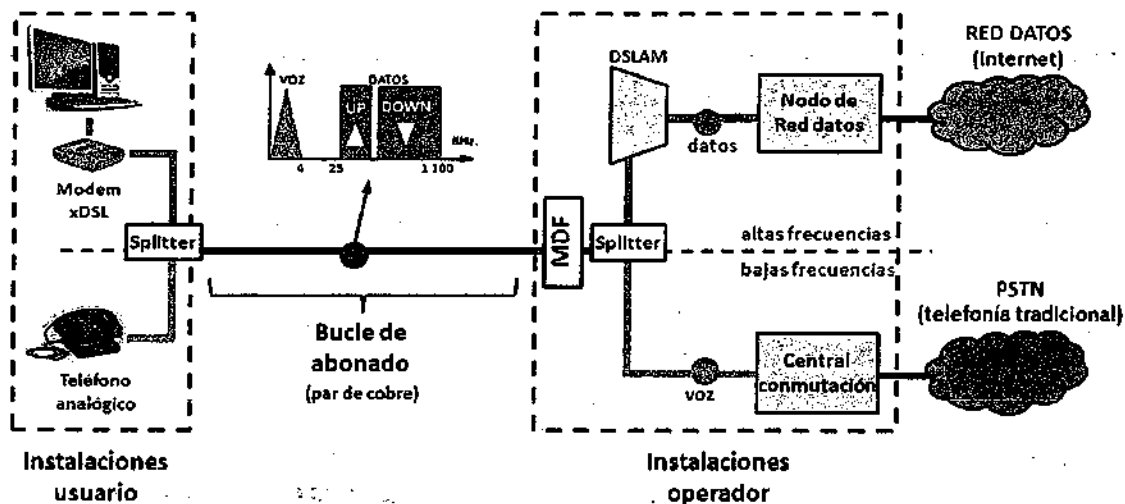 RED DATOS
(Internet)
DSLAM
VOZ
DATOS
UP
DOWN
KHz.
4
25
1 100
Nodo de
Red datos
datos
Modem
xDSL
Splitter
MDF
Splitter
altas frecuencias
bajas frecuencias
PSTN
(telefonía tradicional)
Bucle de
abonado
(par de cobre)
Teléfono
analógico
voz
Central
conmutación
Instalaciones
usuario
Instalaciones
operador